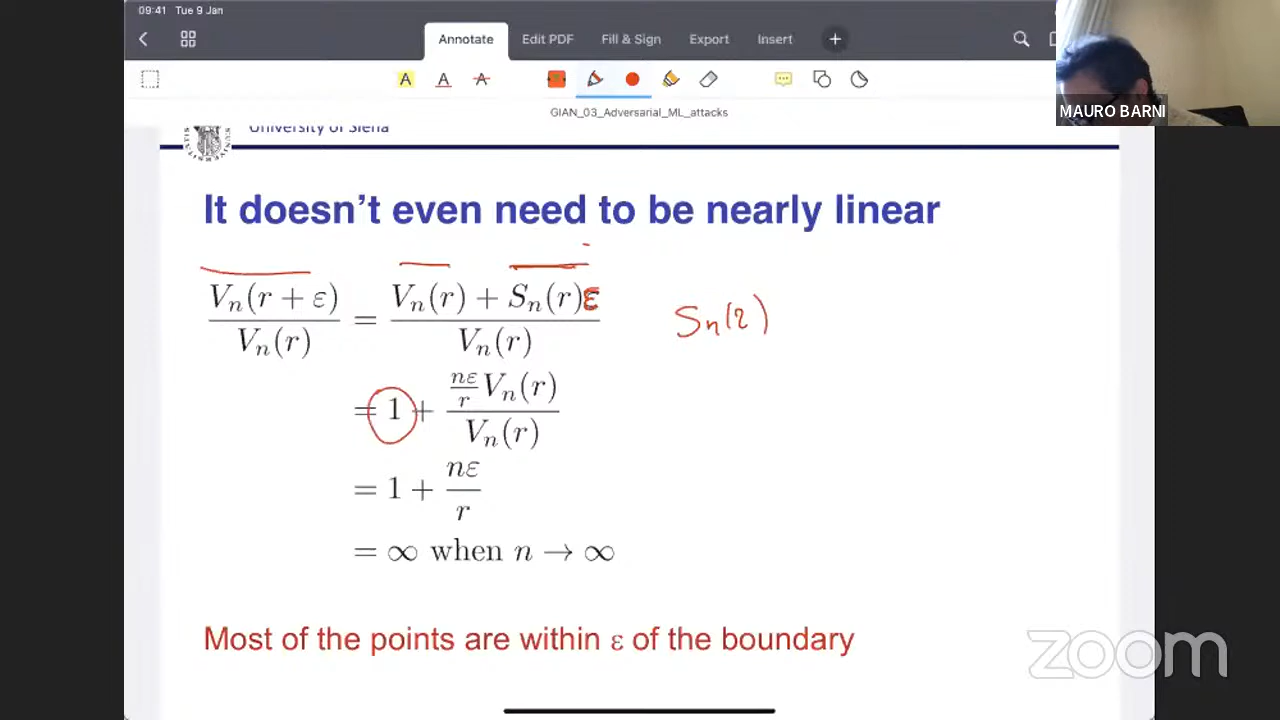 09:41 Tue 9 Jan
Annotate Edit PDF Fill & Sign Export Insert +
A A A
GIAN_03_Adversarial_ML_attacks
MAURO BARNI
University of Siena
It doesn't even need to be nearly linear
Vₙ(r + ε) / Vₙ(r) = (Vₙ(r) + Sₙ(r)ε) / Vₙ(r)
Sₙ(r)
= 1 + (nε/r Vₙ(r)) / Vₙ(r)
= 1 + nε / r
= ∞ when n → ∞
Most of the points are within ε of the boundary
zoom